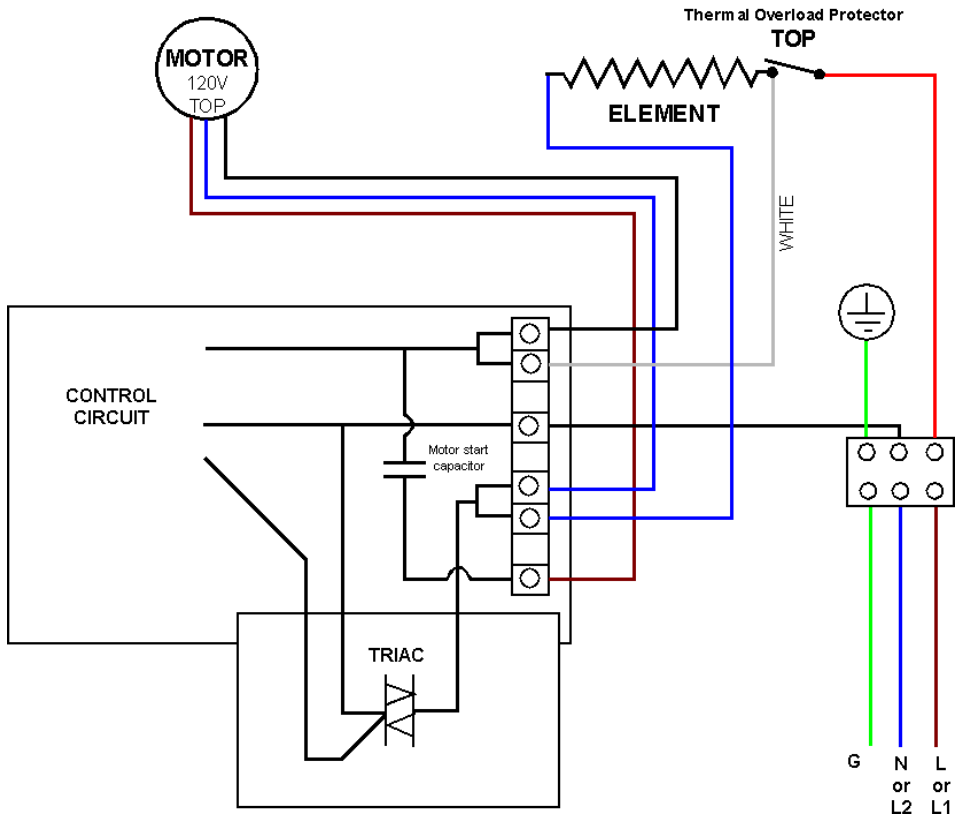 Thermal Overload Protector
TOP
MOTOR
120V
TOP
ELEMENT
WHITE
CONTROL
CIRCUIT
Motor start
capacitor
TRIAC
G
N
or
L2
L
or
L1